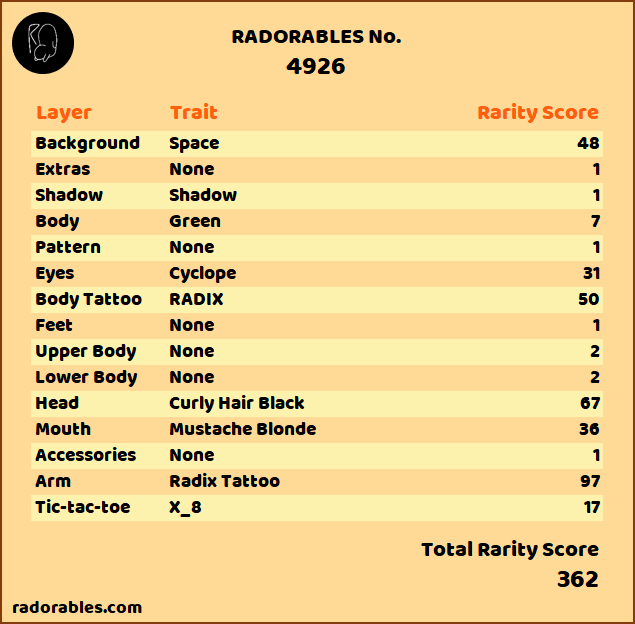 RADORABLES No.
4926
Layer Trait Rarity Score
Background Space 48
Extras None 1
Shadow Shadow 1
Body Green 7
Pattern None 1
Eyes Cyclope 31
Body Tattoo RADIX 50
Feet None 1
Upper Body None 2
Lower Body None 2
Head Curly Hair Black 67
Mouth Mustache Blonde 36
Accessories None 1
Arm Radix Tattoo 97
Tic-tac-toe X_8 17
Total Rarity Score
362
radorables.com